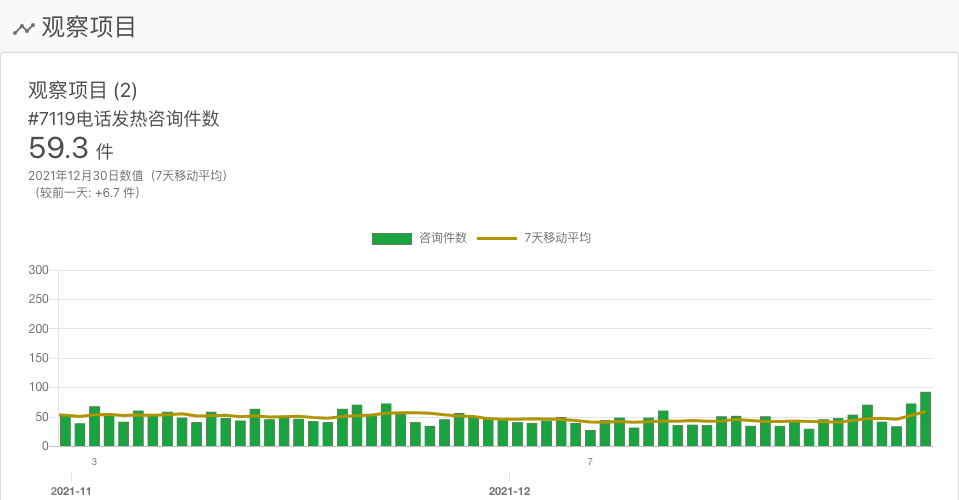 观察项目
观察项目 (2)
#7119电话发热咨询件数
59.3 件
2021年12月30日数值（7天移动平均）
（较前一天: +6.7 件）
咨询件数 7天移动平均
300
250
200
150
100
50
0
3 7
2021-11 2021-12